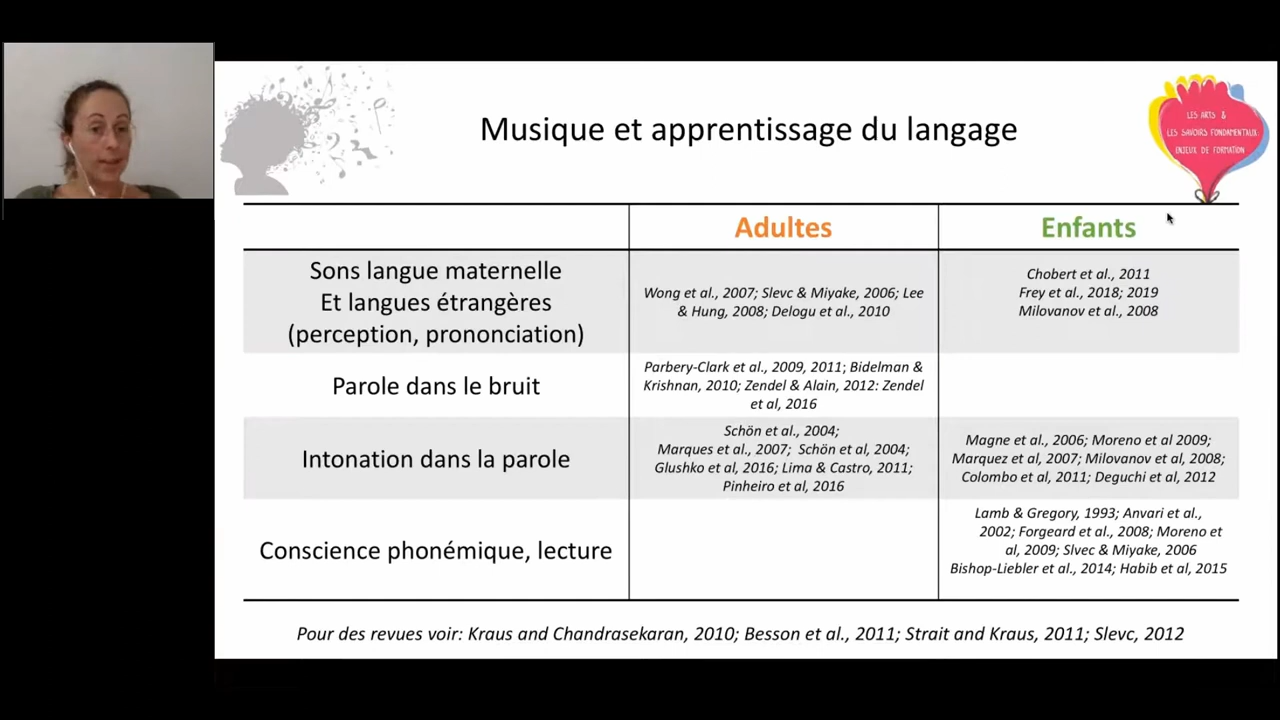 Musique et apprentissage du langage
LES ARTS &
LES SAVOIRS FONDAMENTAUX
ENJEUX DE FORMATION
Adultes
Enfants
Sons langue maternelle
Et langues étrangères
(perception, prononciation)
Wong et al., 2007; Slevc & Miyake, 2006; Lee
& Hung, 2008; Delogu et al., 2010
Chobert et al., 2011
Frey et al., 2018; 2019
Milovanov et al., 2008
Parole dans le bruit
Parbery-Clark et al., 2009, 2011; Bidelman &
Krishnan, 2010; Zendel & Alain, 2012: Zendel
et al, 2016
Intonation dans la parole
Schön et al., 2004;
Marques et al., 2007; Schön et al, 2004;
Glushko et al, 2016; Lima & Castro, 2011;
Pinheiro et al, 2016
Magne et al., 2006; Moreno et al 2009;
Marquez et al, 2007; Milovanov et al, 2008;
Colombo et al, 2011; Deguchi et al, 2012
Conscience phonémique, lecture
Lamb & Gregory, 1993; Anvari et al.,
2002; Forgeard et al., 2008; Moreno et
al, 2009; Slvec & Miyake, 2006
Bishop-Liebler et al., 2014; Habib et al, 2015
Pour des revues voir: Kraus and Chandrasekaran, 2010; Besson et al., 2011; Strait and Kraus, 2011; Slevc, 2012